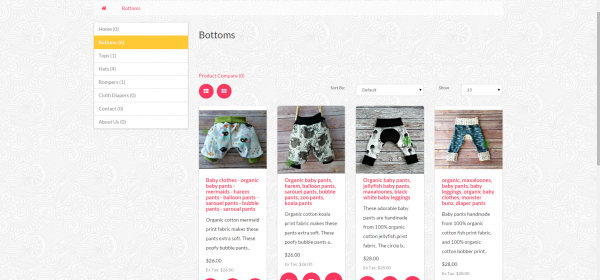 Bottoms
Home (0)
Bottoms (6)
Tops (1)
Hats (4)
Rompers (1)
Cloth Diapers (0)
Contact (0)
About Us (0)
Bottoms
Product Compare (0)
Sort By: Default Show: 15
Baby clothes - organic
baby pants -
mermaids - harem
pants - balloon pants -
sarouel pants - bubble
pants - sarouel pants
Organic cotton mermaid
print fabric makes these
pants extra soft. These
poofy bubble pants a..
$26.00
Ex Tax: $26.00
Organic baby pants,
harem, balloon pants,
sarouel pants, bubble
pants, zoo pants,
koala pants
Organic cotton koala
print fabric makes these
pants extra soft. These
poofy bubble pants a..
$26.00
Ex Tax: $26.00
Organic baby pants,
jellyfish baby pants,
maxaloones, black
white baby leggings
These adorable baby
pants are handmade
from 100% organic
cotton jellyfish print
fabric. The circle b..
$28.00
Ex Tax: $28.00
organic, maxaloones,
baby pants, baby
leggings, organic baby
clothes, monster
bunz, diaper pants
Baby pants handmade
from 100% organic
cotton fish print fabric,
and 100% organic
cotton bobber print..
$28.00
Ex Tax: $28.00